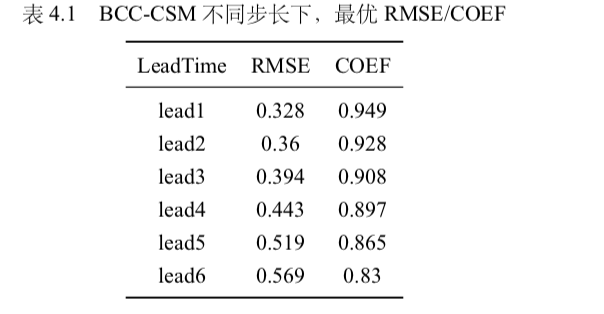 表 4.1 BCC-CSM 不同步长下，最优 RMSE/COEF
LeadTime RMSE COEF
lead1 0.328 0.949
lead2 0.36 0.928
lead3 0.394 0.908
lead4 0.443 0.897
lead5 0.519 0.865
lead6 0.569 0.83